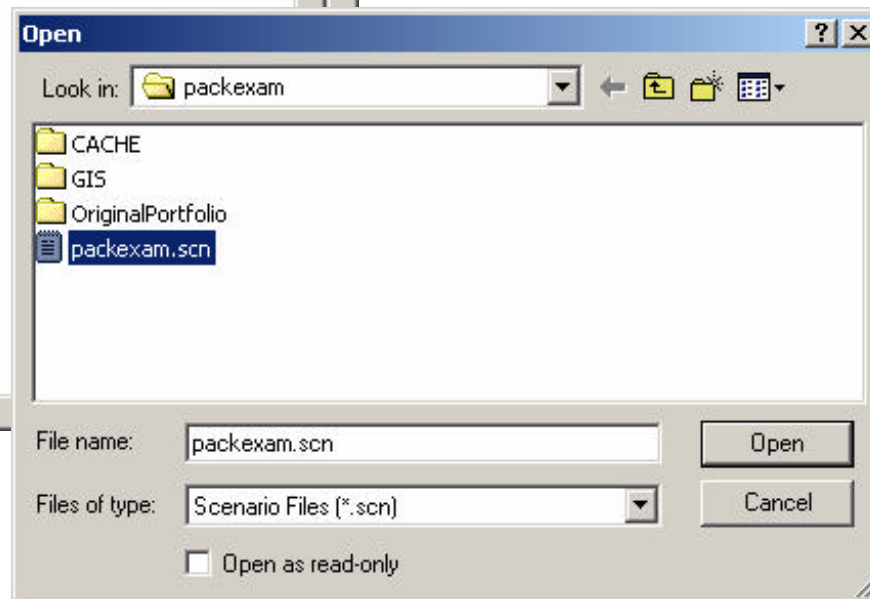 Open
Look in: packexam
CACHE
GIS
OriginalPortfolio
packexam.scn
File name: packexam.scn Open
Files of type: Scenario Files (*.scn) Cancel
Open as read-only